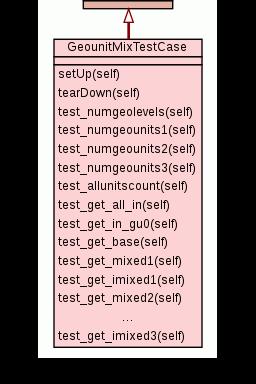 GeounitMixTestCase
setUp(self)
tearDown(self)
test_numgeolevels(self)
test_numgeounits1(self)
test_numgeounits2(self)
test_numgeounits3(self)
test_allunitscount(self)
test_get_all_in(self)
test_get_in_gu0(self)
test_get_base(self)
test_get_mixed1(self)
test_get_imixed1(self)
test_get_mixed2(self)
...
test_get_imixed3(self)